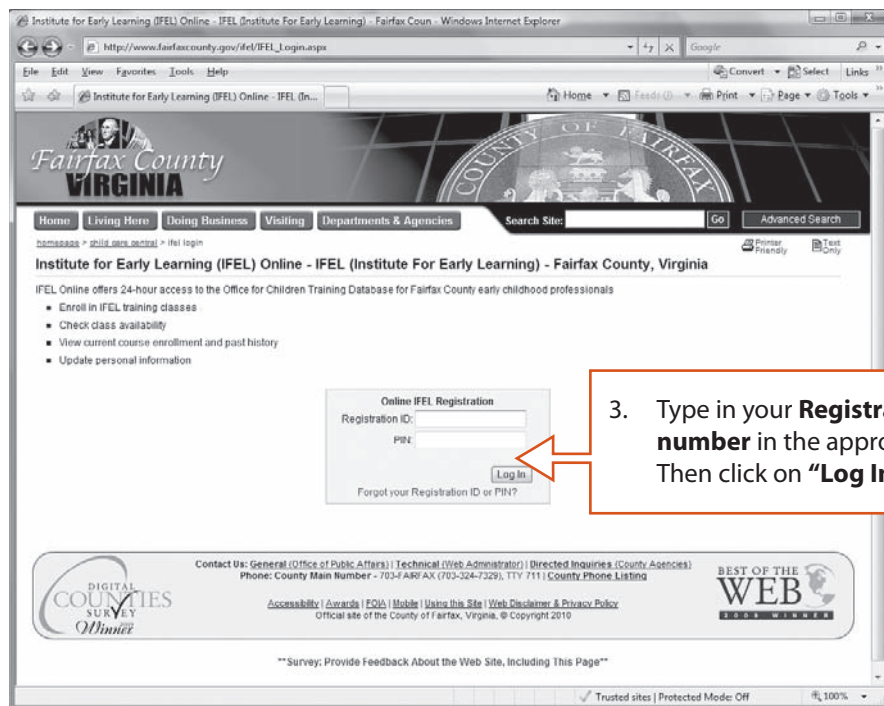 Institute for Early Learning (IFEL) Online - IFEL (Institute For Early Learning) - Fairfax Coun - Windows Internet Explorer
http://www.fairfaxcounty.gov/ifel/IFEL_Login.aspx
Google
File Edit View Favorites Tools Help
Convert Select Links
Institute for Early Learning (IFEL) Online - IFEL (In...
Home Feeds (J) Print Page Tools
Fairfax County
VIRGINIA
COUNTY OF FAIRFAX
Home Living Here Doing Business Visiting Departments & Agencies Search Site: Go Advanced Search
homepage > child care central > ifel login
Printer Friendly
Text Only
Institute for Early Learning (IFEL) Online - IFEL (Institute For Early Learning) - Fairfax County, Virginia
IFEL Online offers 24-hour access to the Office for Children Training Database for Fairfax County early childhood professionals
Enroll in IFEL training classes
Check class availability
View current course enrollment and past history
Update personal information
Online IFEL Registration
Registration ID:
PIN:
Log In
Forgot your Registration ID or PIN?
3. Type in your Registra
number in the appro
Then click on "Log In
DIGITAL
COUNTIES
SURVEY
Winner
Contact Us: General (Office of Public Affairs) | Technical (Web Administrator) | Directed Inquiries (County Agencies)
Phone: County Main Number - 703-FAIRFAX (703-324-7329), TTY 711 | County Phone Listing
Accessibility | Awards | FOIA | Mobile | Using this Site | Web Disclaimer & Privacy Policy
Official site of the County of Fairfax, Virginia, © Copyright 2010
BEST OF THE
WEB
2008 WINNER
**Survey: Provide Feedback About the Web Site, Including This Page**
Trusted sites | Protected Mode: Off 100%